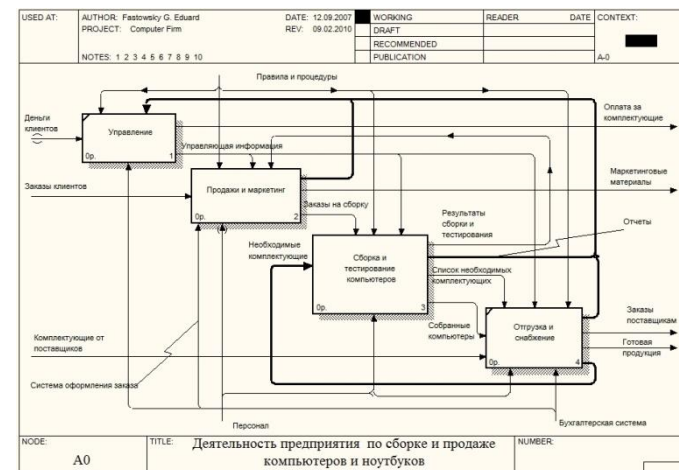 USED AT:
AUTHOR: Fastowsky G. Eduard
DATE: 12.09.2007
WORKING
READER
DATE
CONTEXT:
PROJECT: Computer Firm
REV: 09.02.2010
DRAFT
RECOMMENDED
NOTES: 1 2 3 4 5 6 7 8 9 10
PUBLICATION
A-0
Правила и процедуры
Деньги
клиентов
Управление
0р.
1
Оплата за
комплектующие
Управляющая информация
Заказы клиентов
Продажи и маркетинг
0р.
2
Маркетинговые
материалы
Заказы на сборку
Результаты
сборки и
тестирования
Отчеты
Необходимые
комплектующие
Сборка и
тестирование
компьютеров
0р.
3
Список необходимых
комплектующих
Собранные
компьютеры
Отгрузка и
снабжение
0р.
4
Заказы
поставщикам
Готовая
продукция
Комплектующие от
поставщиков
Система оформления заказа
Персонал
Бухгалтерская система
NODE:
TITLE:
NUMBER:
A0
Деятельность предприятия по сборке и продаже
компьютеров и ноутбуков